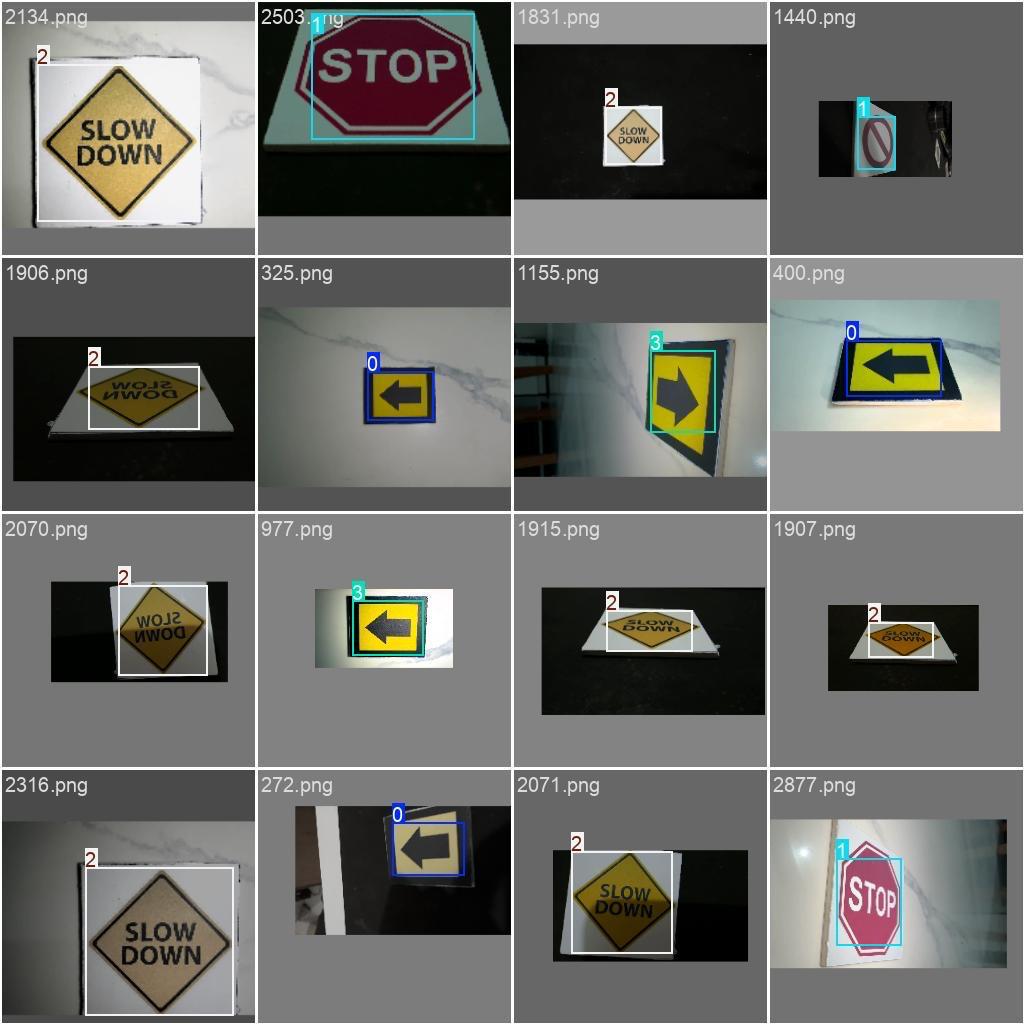 2134.png
2
SLOW
DOWN
2503.png
1
STOP
1831.png
2
SLOW
DOWN
1440.png
1
1906.png
2
SLOW
DOWN
325.png
0
1155.png
3
400.png
0
2070.png
2
SLOW
DOWN
977.png
3
1915.png
2
SLOW
DOWN
1907.png
2
SLOW
DOWN
2316.png
2
SLOW
DOWN
272.png
0
2071.png
2
SLOW
DOWN
2877.png
1
STOP